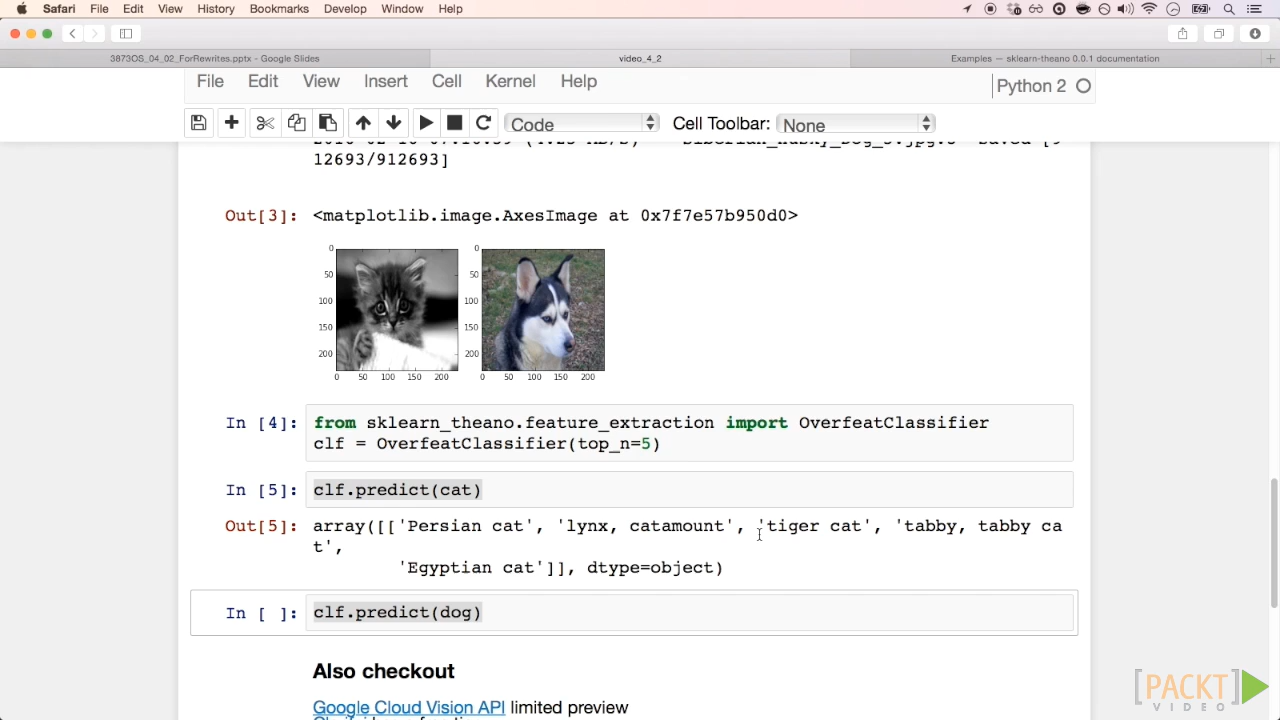 Safari File Edit View History Bookmarks Develop Window Help
3873OS_04_02_ForRewrites.pptx - Google Slides
video_4_2
Examples — sklearn-theano 0.0.1 documentation
File Edit View Insert Cell Kernel Help
Python 2
Code
Cell Toolbar: None
12693/912693]
Out[3]: <matplotlib.image.AxesImage at 0x7f7e57b950d0>
0 0
50 50
100 100
150 150
200 200
0 50 100 150 200 0 50 100 150 200
In [4]: from sklearn_theano.feature_extraction import OverfeatClassifier
clf = OverfeatClassifier(top_n=5)
In [5]: clf.predict(cat)
Out[5]: array([['Persian cat', 'lynx, catamount', 'tiger cat', 'tabby, tabby ca
t',
'Egyptian cat']], dtype=object)
In [ ]: clf.predict(dog)
Also checkout
Google Cloud Vision API limited preview
[PACKT]
VIDEO